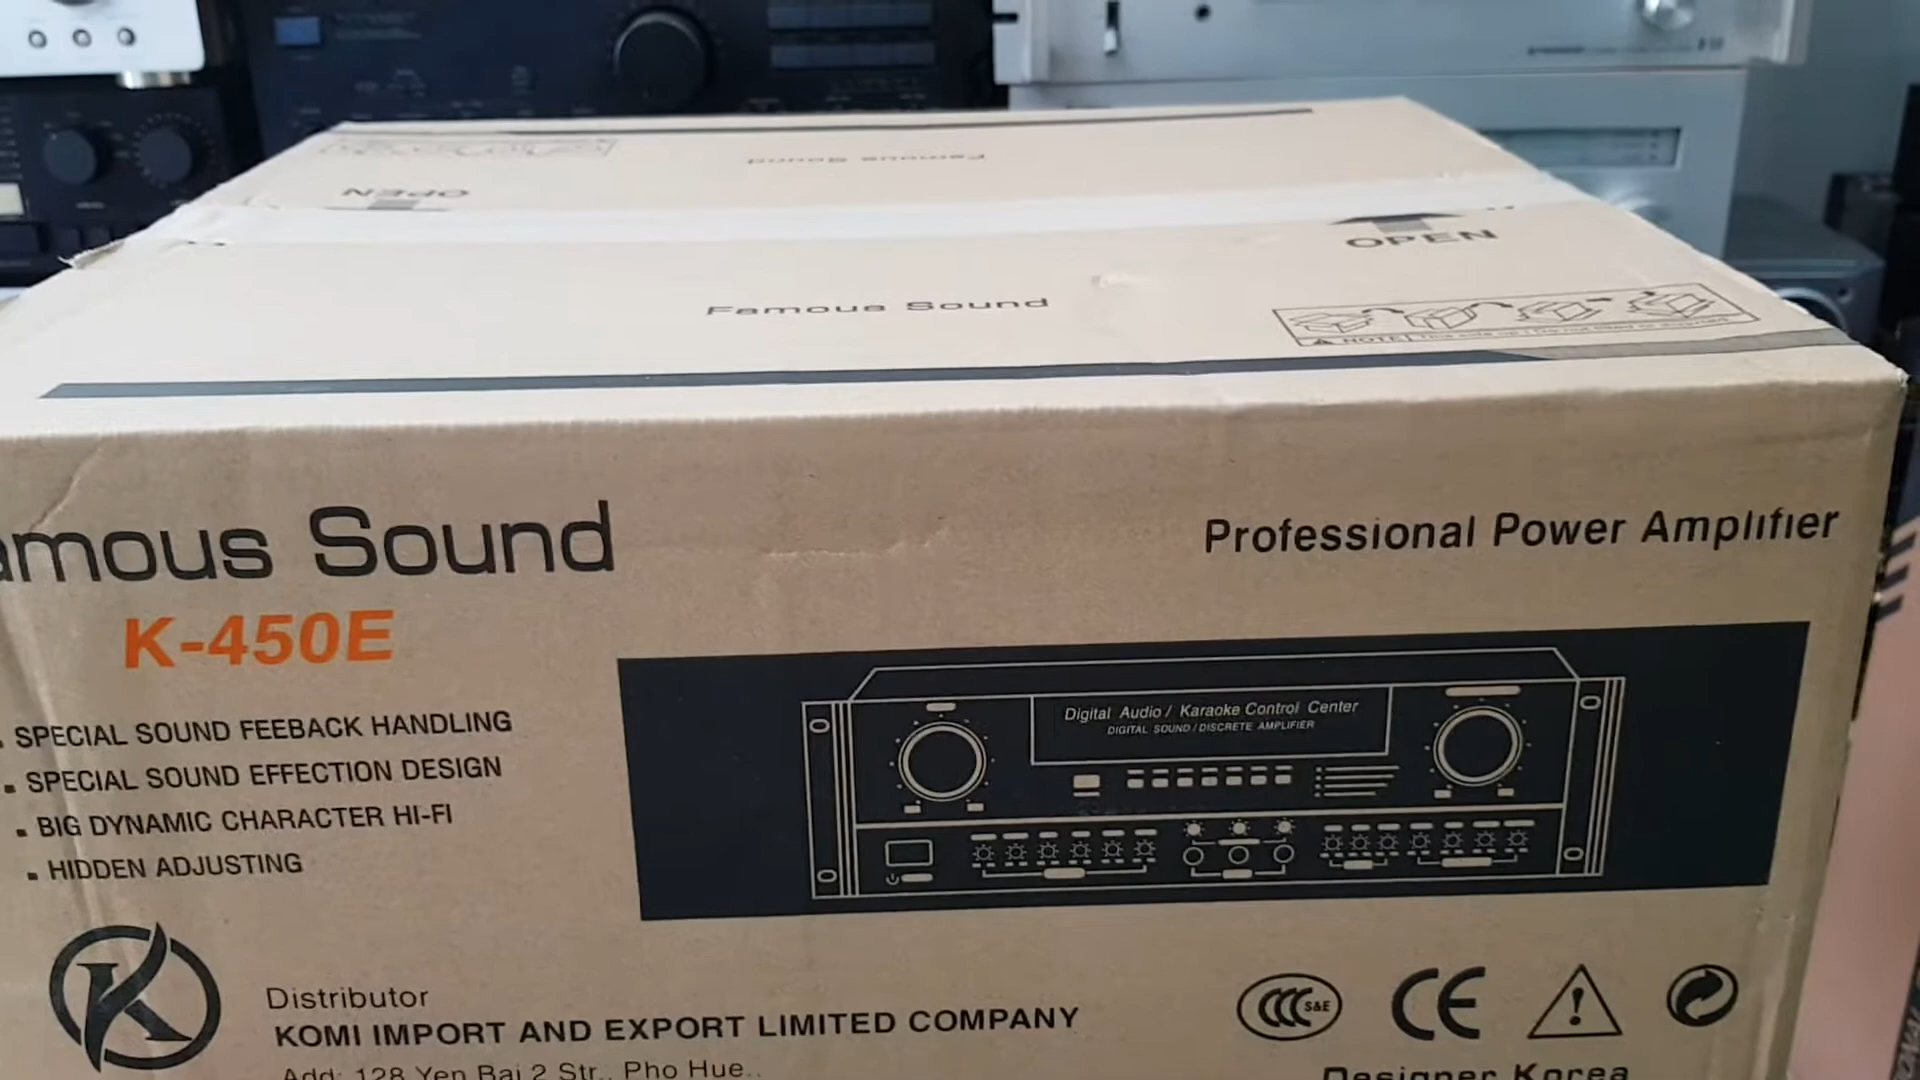 Famous Sound
OPEN
OPEN
Famous Sound
NOTE
amous Sound
Professional Power Amplifier
K-450E
. SPECIAL SOUND FEEBACK HANDLING
. SPECIAL SOUND EFFECTION DESIGN
. BIG DYNAMIC CHARACTER HI-FI
. HIDDEN ADJUSTING
Digital Audio / Karaoke Control Center
DIGITAL SOUND / DISCRETE AMPLIFIER
K
Distributor
KOMI IMPORT AND EXPORT LIMITED COMPANY
Add: 128 Yen Bai 2 Str., Pho Hue..
CCC S&E
CE
Designer Korea